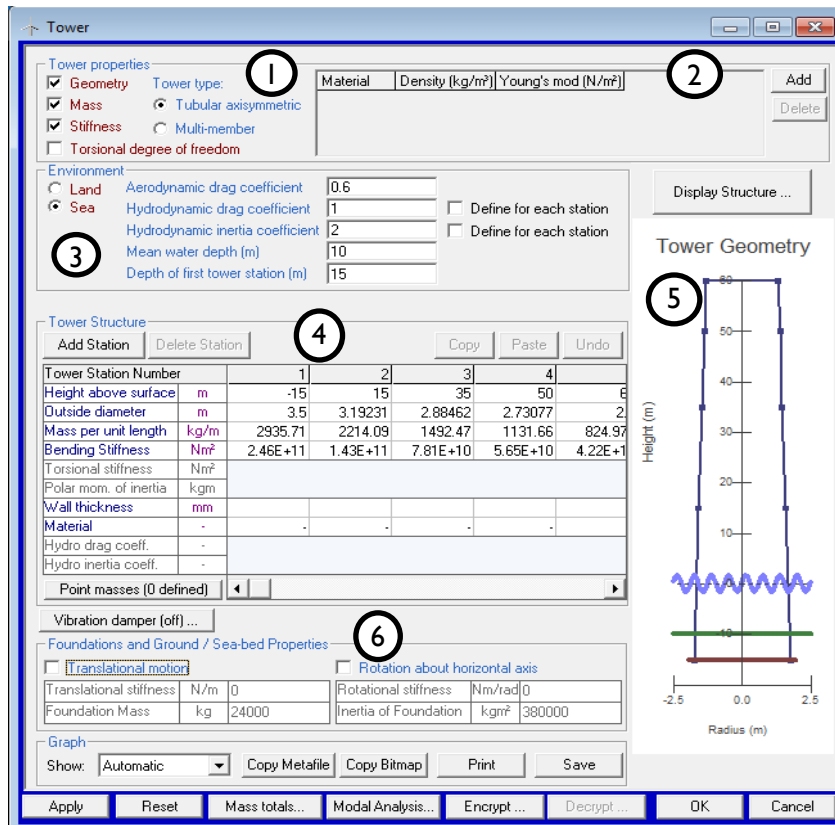 Tower
Tower properties
1
2
Geometry Tower type:
Mass Tubular axisymmetric
Stiffness Multi-member
Torsional degree of freedom
Material Density (kg/m³) Young's mod (N/m²)
Add
Delete
Environment
Land
Sea
3
Aerodynamic drag coefficient 0.6
Hydrodynamic drag coefficient 1 Define for each station
Hydrodynamic inertia coefficient 2 Define for each station
Mean water depth (m) 10
Depth of first tower station (m) 15
Display Structure ...
Tower Structure
4
Add Station Delete Station Copy Paste Undo
Tower Station Number 1 2 3 4
Height above surface m -15 15 35 50 6
Outside diameter m 3.5 3.19231 2.88462 2.73077 2.
Mass per unit length kg/m 2935.71 2214.09 1492.47 1131.66 824.97
Bending Stiffness Nm² 2.46E+11 1.43E+11 7.81E+10 5.65E+10 4.22E+1
Torsional stiffness Nm²
Polar mom. of inertia kgm
Wall thickness mm
Material - - - - -
Hydro drag coeff. -
Hydro inertia coeff. -
Point masses (0 defined)
Vibration damper (off) ...
Tower Geometry
5
60
50
40
30
20
10
0
-10
Height (m)
-2.5 0.0 2.5
Radius (m)
Foundations and Ground / Sea-bed Properties
6
Translational motion Rotation about horizontal axis
Translational stiffness N/m 0 Rotational stiffness Nm/rad 0
Foundation Mass kg 24000 Inertia of Foundation kgm² 380000
Graph
Show: Automatic Copy Metafile Copy Bitmap Print Save
Apply Reset Mass totals... Modal Analysis... Encrypt ... Decrypt ... OK Cancel